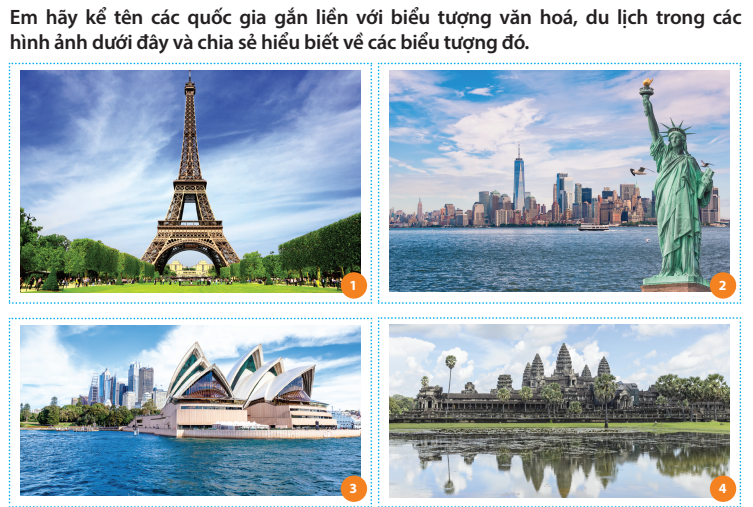 Em hãy kể tên các quốc gia gắn liền với biểu tượng văn hoá, du lịch trong các
hình ảnh dưới đây và chia sẻ hiểu biết về các biểu tượng đó.
1
2
3
4